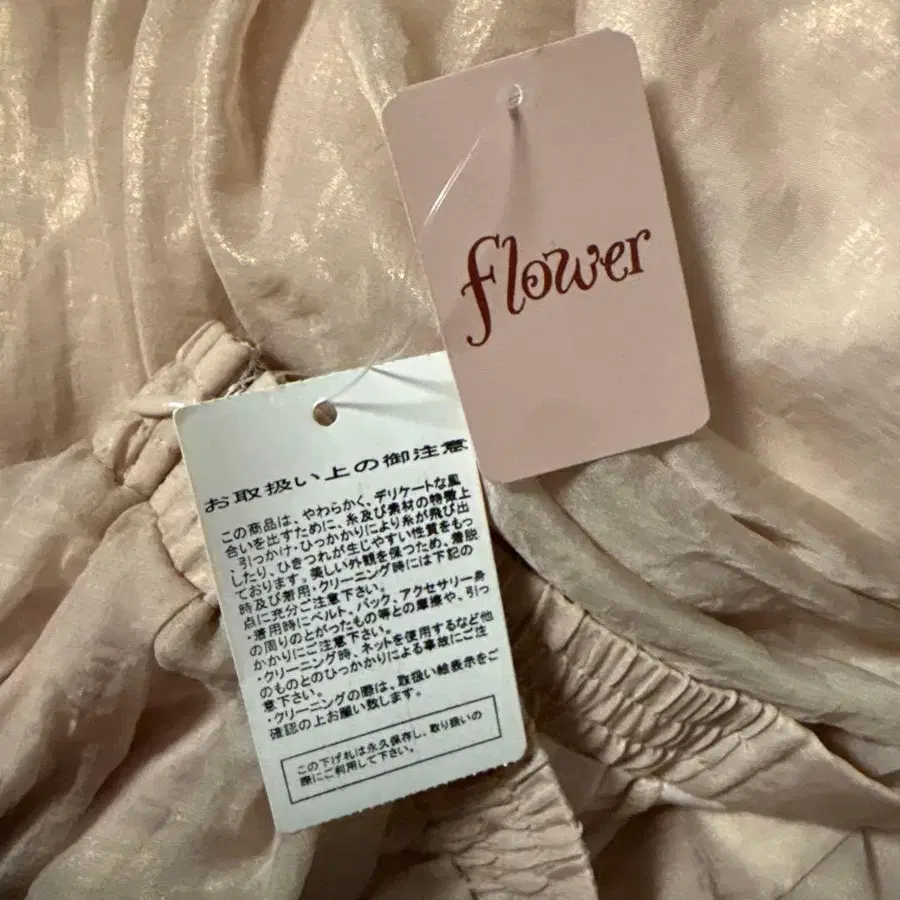 flower
お取扱い上の御注意
この商品は、やわらかく、デリケートな風
合いを出すために、糸及び素材の特徴上
、引っかけ・ひっかかりにより糸が飛び出
したり、ひきつれが生じやすい性質をもっ
ております。美しい外観を保つため、着脱
時及び着用・クリーニング時には下記の
点に充分ご注意下さい。
・着用時にベルト、バック、アクセサリー身
の周りのとがったもの等との摩擦や、引っ
かかりにご注意下さい。
・クリーニング時、ネットを使用するなど他
のものとのひっかかりによる事故にご注
意下さい。
・クリーニングの際は、取扱い絵表示をご
確認の上お願い致します。
この下げ札は永久保存し、取り扱いの
際にご利用して下さい。